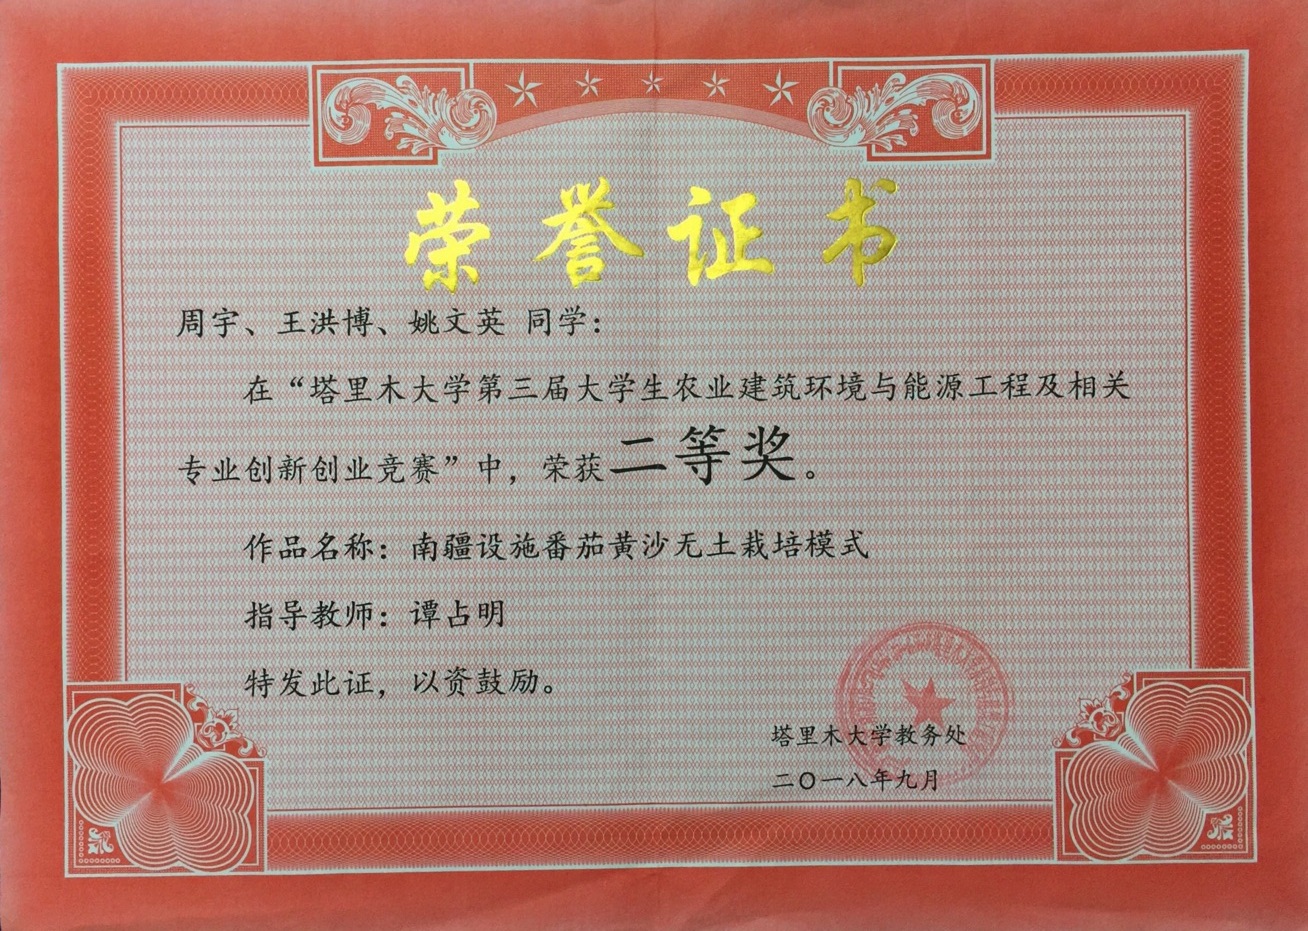 荣誉证书
周宇、王洪博、姚文英 同学：
在“塔里木大学第三届大学生农业建筑环境与能源工程及相关
专业创新创业竞赛”中，荣获二等奖。
作品名称：南疆设施番茄黄沙无土栽培模式
指导教师：谭占明
特发此证，以资鼓励。
塔里木大学教务处
二〇一八年九月